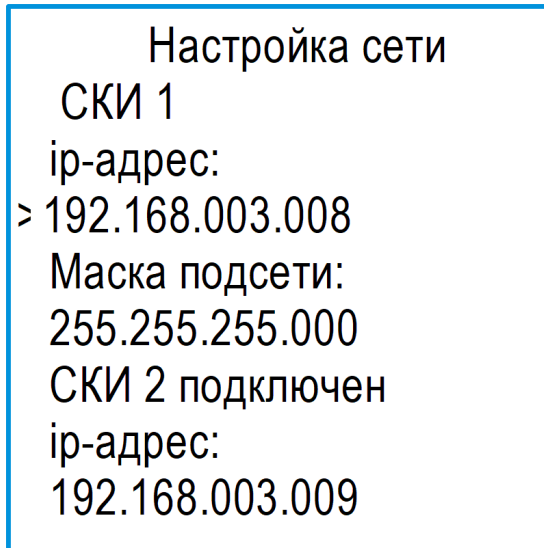 Настройка сети
СКИ 1
ip-адрес:
> 192.168.003.008
Маска подсети:
255.255.255.000
СКИ 2 подключен
ip-адрес:
192.168.003.009